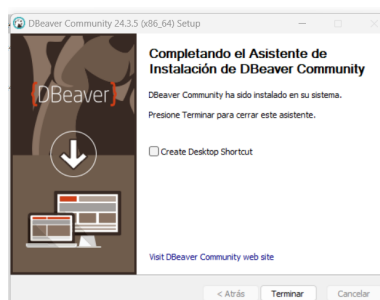 DBeaver Community 24.3.5 (x86_64) Setup
Completando el Asistente de
Instalación de DBeaver Community
{DBeaver}
DBeaver Community ha sido instalado en su sistema.
Presione Terminar para cerrar este asistente.
Create Desktop Shortcut
Visit DBeaver Community web site
< Atrás Terminar Cancelar